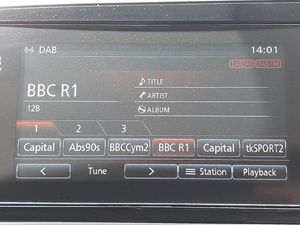 DAB 14:01
BBC R1
12B
TITLE
ARTIST
ALBUM
1 2 3
Capital Abs90s BBCCym2 BBC R1 Capital tkSPORT2
< Tune > Station Playback